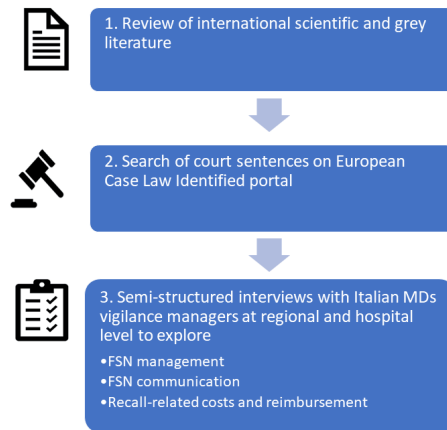 1. Review of international scientific and grey
literature
2. Search of court sentences on European
Case Law Identified portal
3. Semi-structured interviews with Italian MDs
vigilance managers at regional and hospital
level to explore
•FSN management
•FSN communication
•Recall-related costs and reimbursement